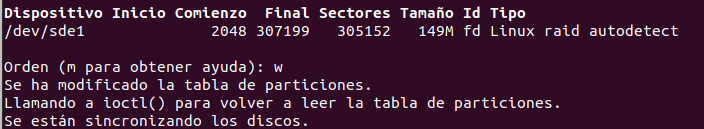 Dispositivo Inicio Comienzo Final Sectores Tamaño Id Tipo
/dev/sde1 2048 307199 305152 149M fd Linux raid autodetect
Orden (m para obtener ayuda): w
Se ha modificado la tabla de particiones.
Llamando a ioctl() para volver a leer la tabla de particiones.
Se están sincronizando los discos.